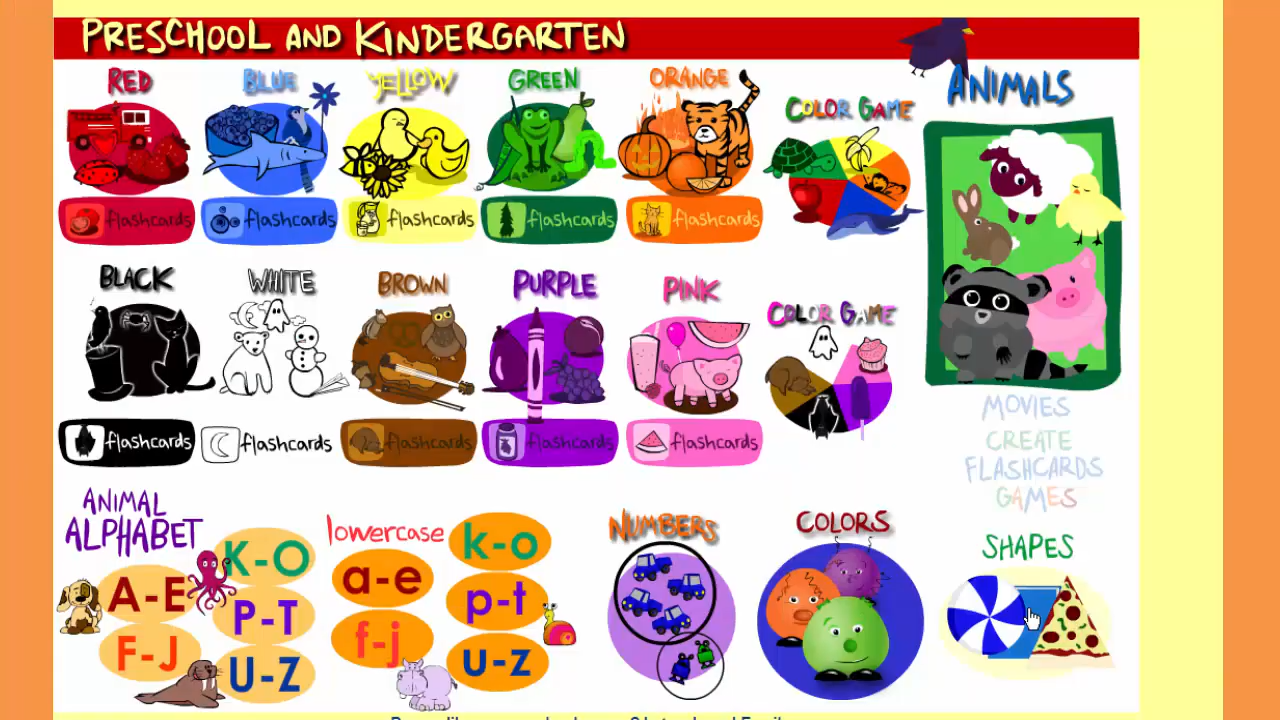 PRESCHOOL AND KINDERGARTEN
RED
BLUE
YELLOW
GREEN
ORANGE
COLOR GAME
ANIMALS
flashcards
flashcards
flashcards
flashcards
flashcards
BLACK
WHITE
BROWN
PURPLE
PINK
COLOR GAME
flashcards
flashcards
flashcards
flashcards
flashcards
MOVIES
CREATE
FLASHCARDS
GAMES
ANIMAL
ALPHABET
A-E
F-J
K-O
P-T
U-Z
lowercase
a-e
f-j
k-o
p-t
u-z
NUMBERS
COLORS
SHAPES